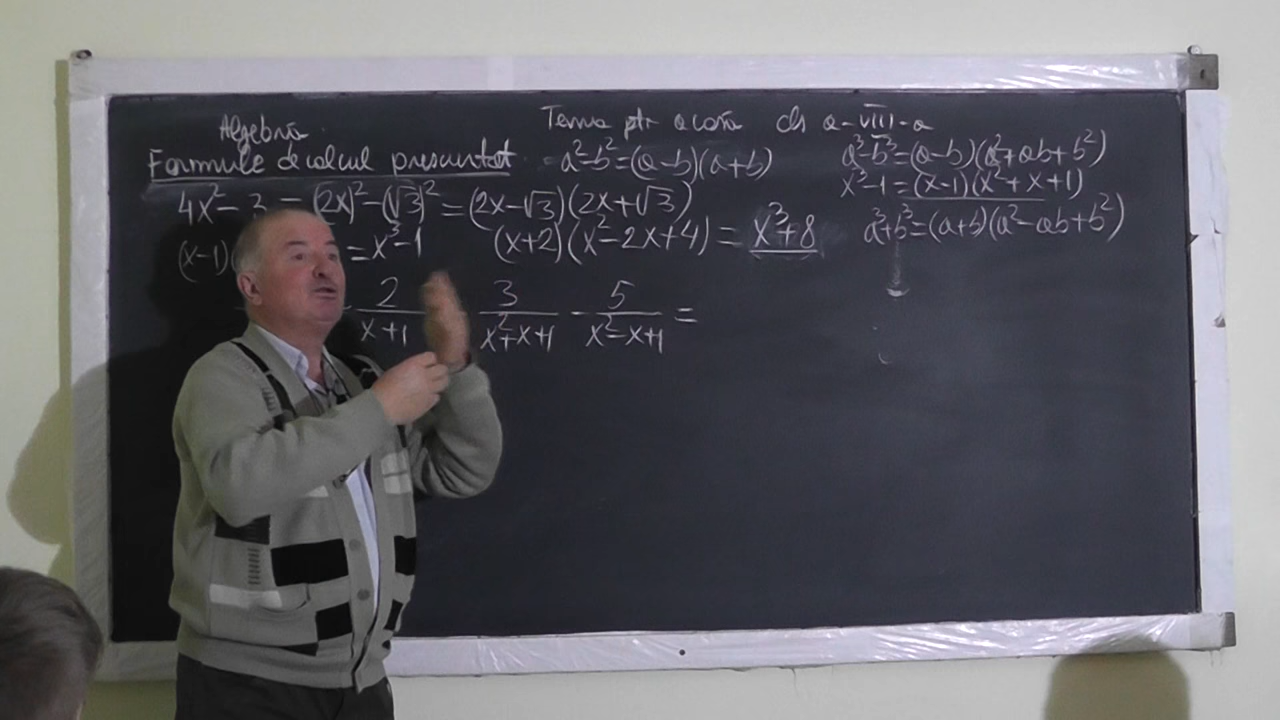 Algebra
Tema ptr acasă cls a-VIII-a
Formule de calcul prescurtat
a²-b²=(a-b)(a+b)
a³-b³=(a-b)(a²+ab+b²)
x³-1=(x-1)(x²+x+1)
4x²-3=(2x)²-(√3)²=(2x-√3)(2x+√3)
a³+b³=(a+b)(a²-ab+b²)
(x-1)( =x³-1
(x+2)(x²-2x+4)=x³+8
2/(x+1) 3/(x²+x+1) - 5/(x²-x+1) =